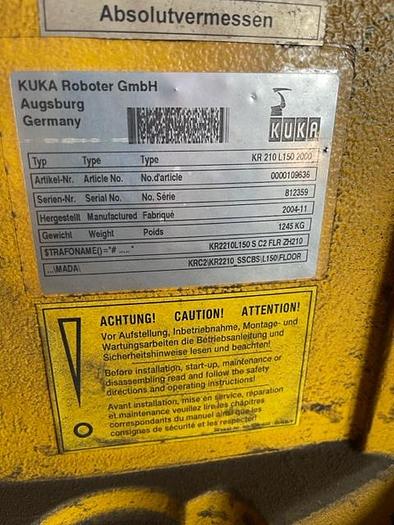 Absolutvermessen
KUKA Roboter GmbH
Augsburg
Germany
KUKA
Typ Type Type KR 210 L150 2000
Artikel-Nr. Article No. No.d'article 0000109636
Serien-Nr. Serial No. No. Série 812359
Hergestellt Manufactured Fabriqué 2004-11
Gewicht Weight Poids 1245 KG
$TRAFONAME()="# ....." KR2210L150 S C2 FLR ZH210
...\MADA\ KRC2\KR2210_SSCBS\L150\FLOOR
ACHTUNG! CAUTION! ATTENTION!
Vor Aufstellung, Inbetriebnahme, Montage- und
Wartungsarbeiten die Betriebsanleitung und
Sicherheitshinweise lesen und beachten!
Before installation, start-up, maintenance or
disassembling read and follow the safety
directions and operating instructions!
Avant installation, mise en service, réparation
et maintenance veuillez lire les chapitres
correspondants du manuel ainsi que les
consignes de sécurité et les respecter!